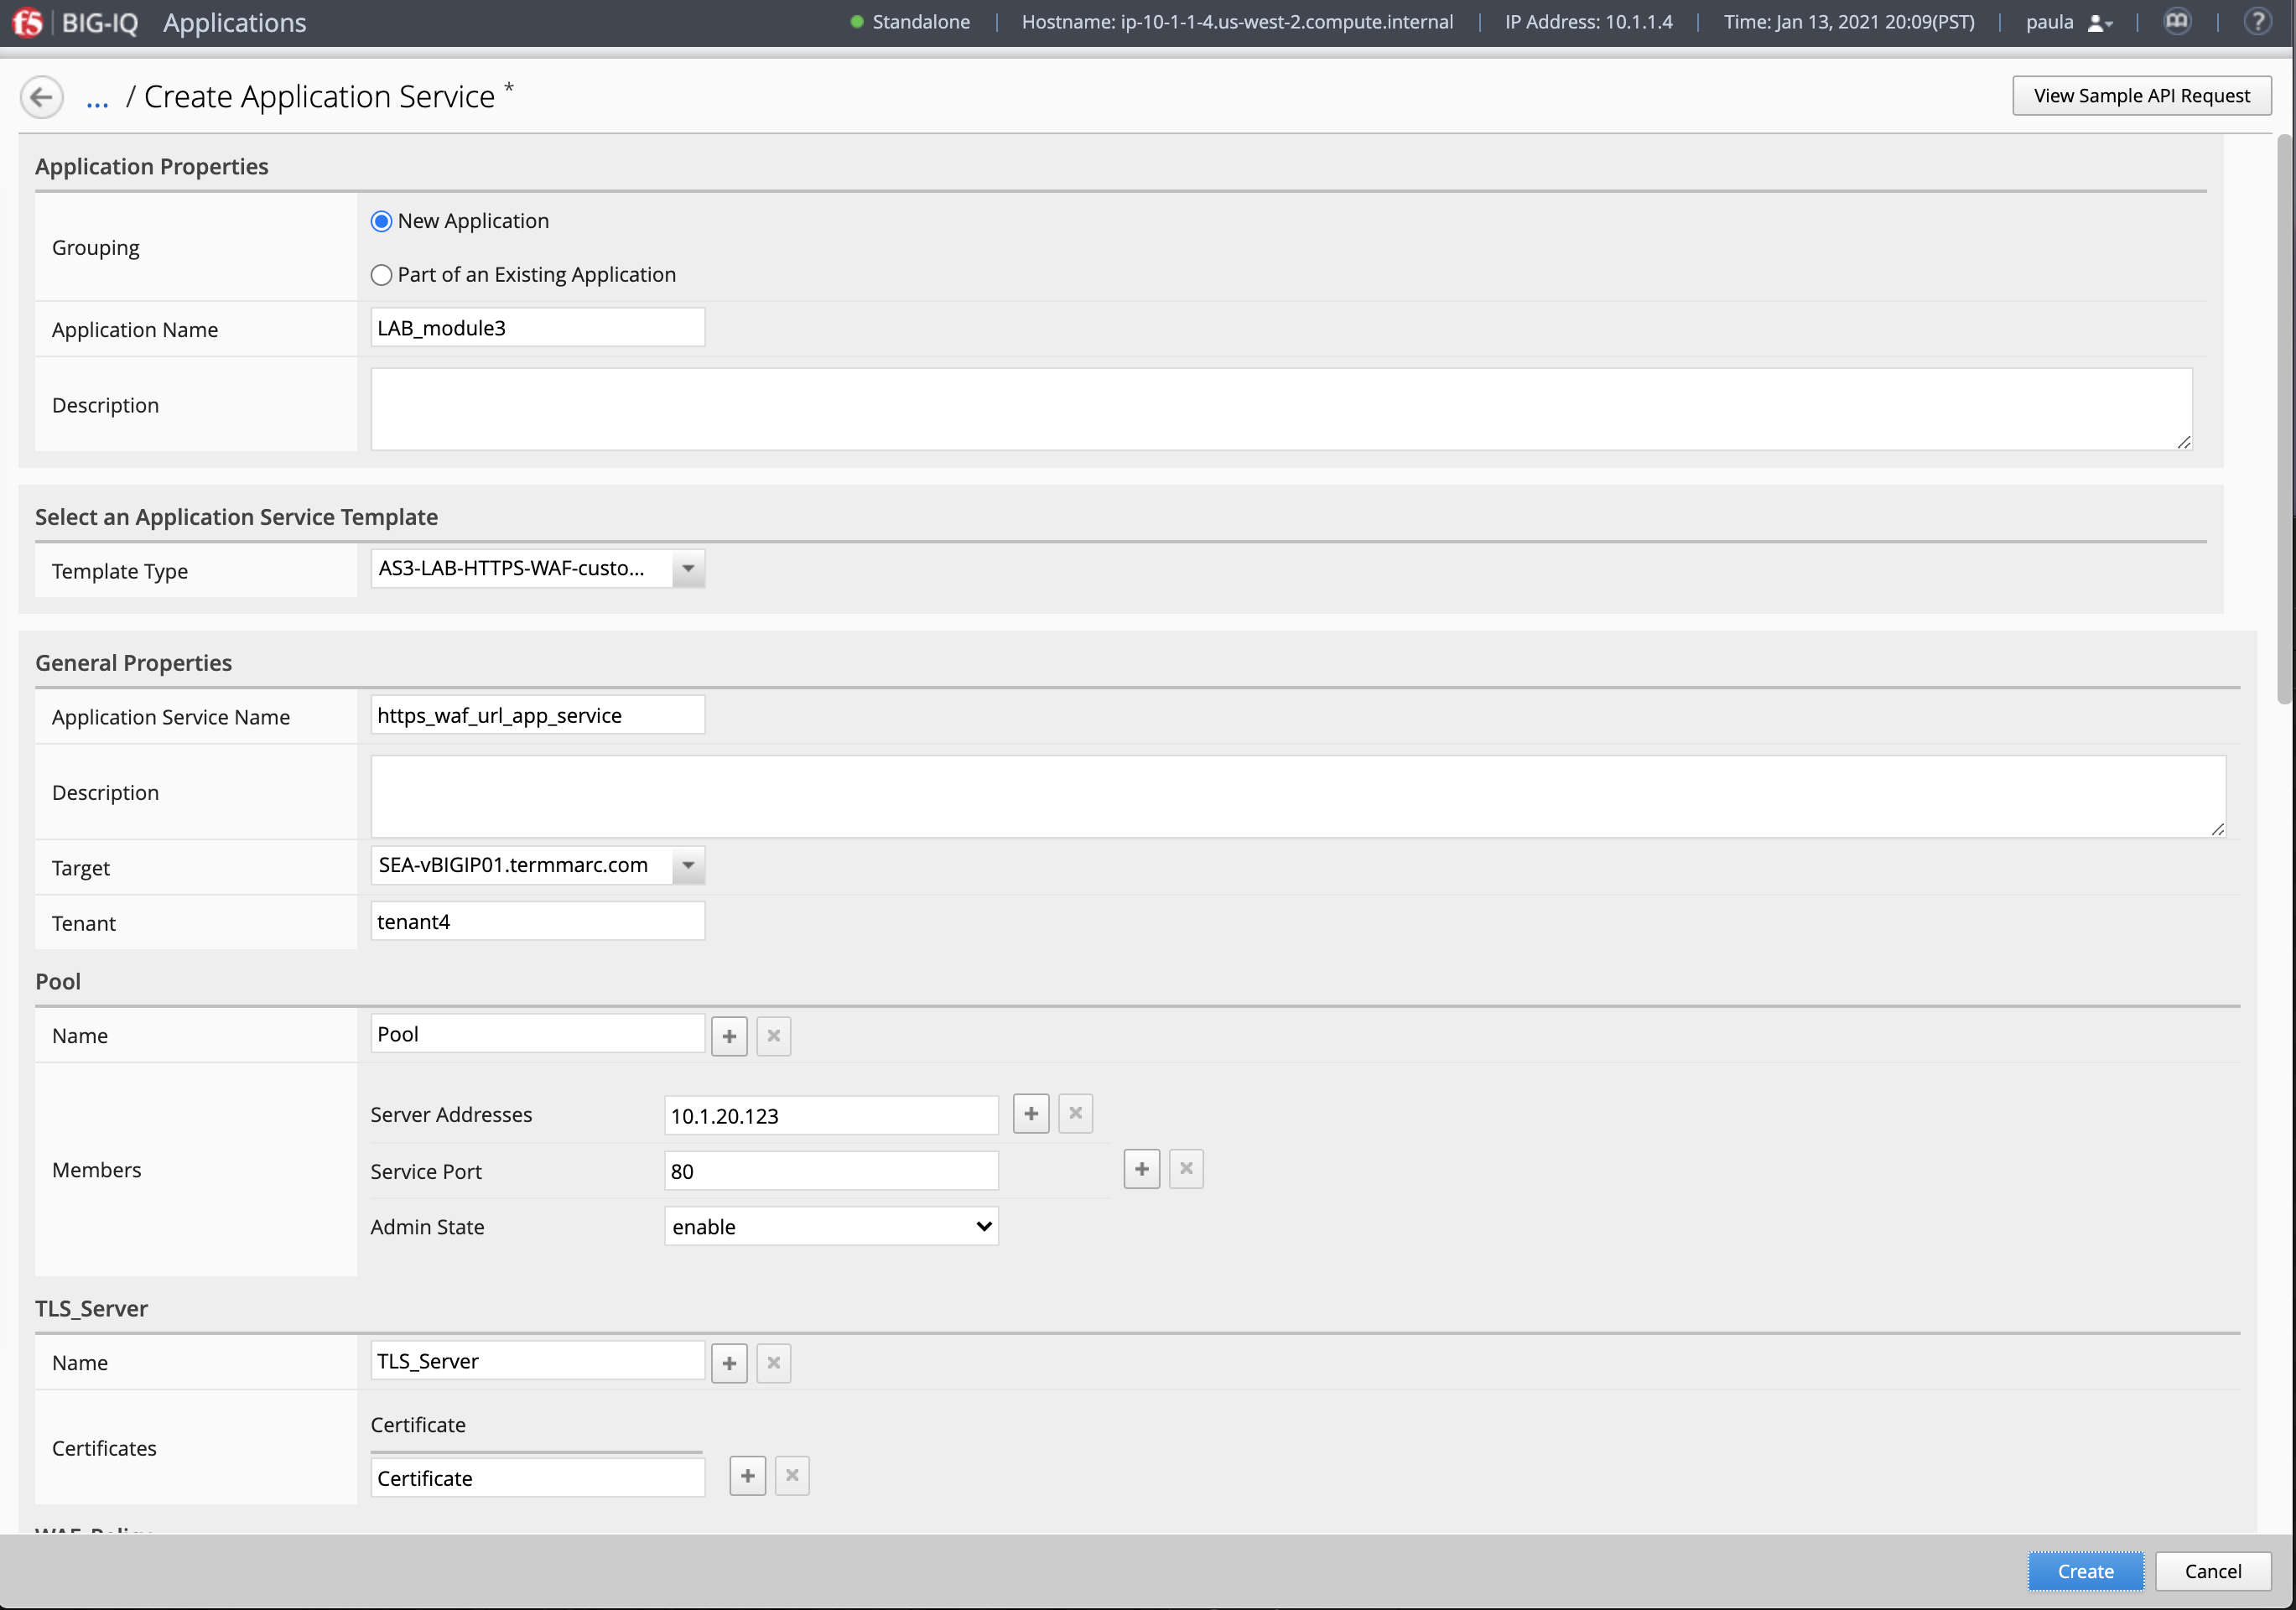 f5 BIG-IQ Applications Standalone Hostname: ip-10-1-1-4.us-west-2.compute.internal IP Address: 10.1.1.4 Time: Jan 13, 2021 20:09(PST) paula ?
... / Create Application Service * View Sample API Request
Application Properties
Grouping
New Application
Part of an Existing Application
Application Name LAB_module3
Description
Select an Application Service Template
Template Type AS3-LAB-HTTPS-WAF-custo...
General Properties
Application Service Name https_waf_url_app_service
Description
Target SEA-vBIGIP01.termmarc.com
Tenant tenant4
Pool
Name Pool + x
Members
Server Addresses 10.1.20.123 + x
Service Port 80 + x
Admin State enable
TLS_Server
Name TLS_Server + x
Certificates
Certificate
Certificate + x
WAF_Policy
Create Cancel